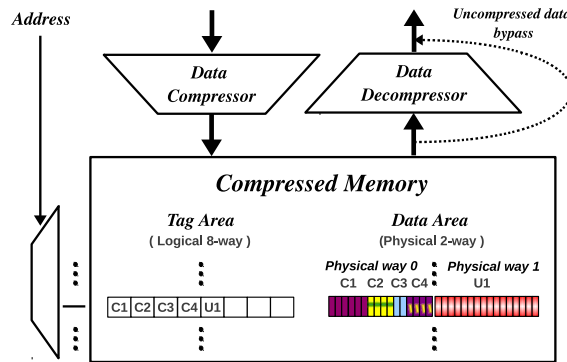 Address
Uncompressed data
bypass
Data
Compressor
Data
Decompressor
Compressed Memory
Tag Area
( Logical 8-way )
Data Area
(Physical 2-way )
Physical way 0
Physical way 1
C1 C2 C3 C4
U1
C1 C2 C3 C4 U1